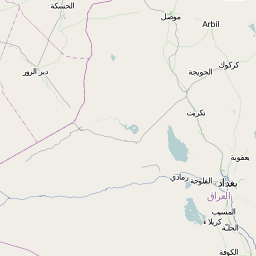 الحسكة
موصل
Arbil
كركوك
دير الزور
الحويجة
تكريت
بعقوبة
رمادي
الفلوجة
بغداد
العراق
المسيب
كربلاء
الحلة
الكوفة